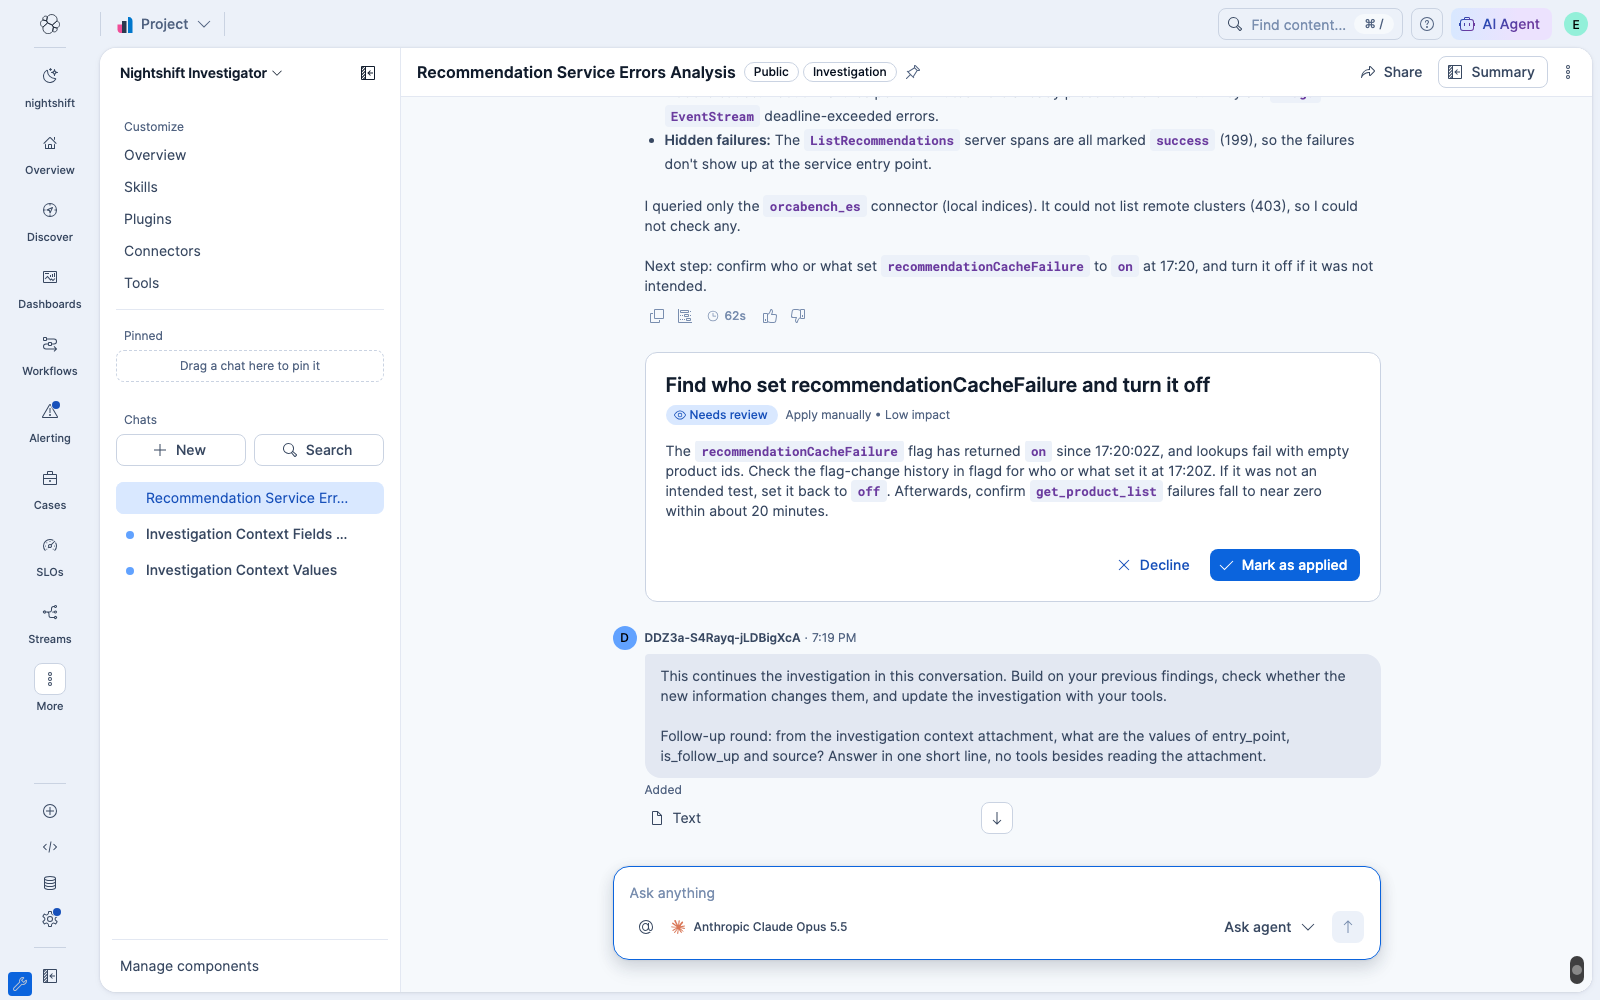 Project
Find content...
⌘ /
AI Agent
E
nightshift
Overview
Discover
Dashboards
Workflows
Alerting
Cases
SLOs
Streams
More
Nightshift Investigator
Customize
Overview
Skills
Plugins
Connectors
Tools
Pinned
Drag a chat here to pin it
Chats
New
Search
Recommendation Service Err...
Investigation Context Fields ...
Investigation Context Values
Manage components
Recommendation Service Errors Analysis
Public
Investigation
Share
Summary
EventStream deadline-exceeded errors.
• Hidden failures: The ListRecommendations server spans are all marked success (199), so the failures
don't show up at the service entry point.
I queried only the orcabench_es connector (local indices). It could not list remote clusters (403), so I could
not check any.
Next step: confirm who or what set recommendationCacheFailure to on at 17:20, and turn it off if it was not
intended.
62s
Find who set recommendationCacheFailure and turn it off
Needs review
Apply manually • Low impact
The recommendationCacheFailure flag has returned on since 17:20:02Z, and lookups fail with empty
product ids. Check the flag-change history in flagd for who or what set it at 17:20Z. If it was not an
intended test, set it back to off. Afterwards, confirm get_product_list failures fall to near zero
within about 20 minutes.
Decline
Mark as applied
D
DDZ3a-S4Rayq-jLDBigXcA · 7:19 PM
This continues the investigation in this conversation. Build on your previous findings, check whether the
new information changes them, and update the investigation with your tools.
Follow-up round: from the investigation context attachment, what are the values of entry_point,
is_follow_up and source? Answer in one short line, no tools besides reading the attachment.
Added
Text
Ask anything
@
Anthropic Claude Opus 5.5
Ask agent